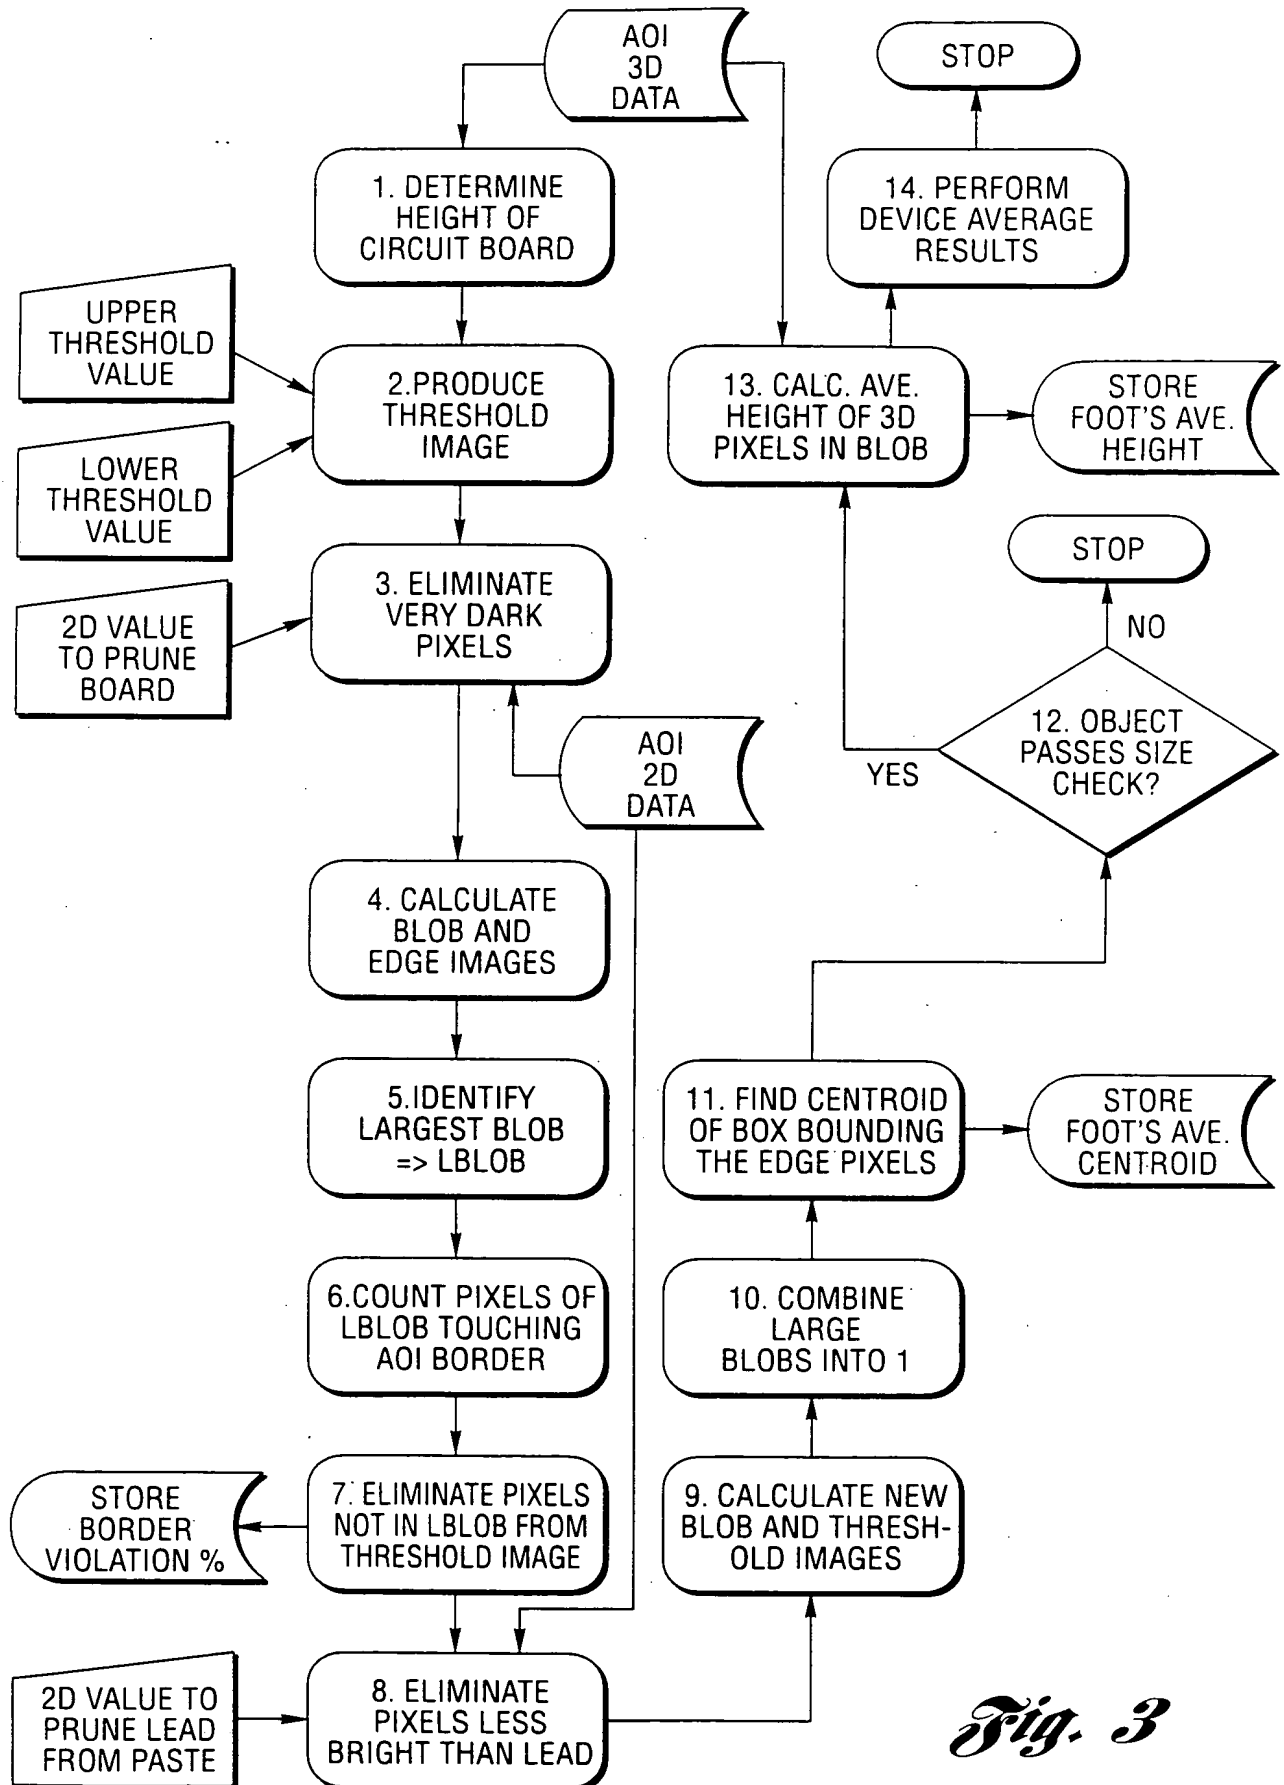 AOI
3D
DATA
STOP
1. DETERMINE
HEIGHT OF
CIRCUIT BOARD
14. PERFORM
DEVICE AVERAGE
RESULTS
UPPER
THRESHOLD
VALUE
2.PRODUCE
THRESHOLD
IMAGE
13. CALC. AVE.
HEIGHT OF 3D
PIXELS IN BLOB
STORE
FOOT'S AVE.
HEIGHT
LOWER
THRESHOLD
VALUE
STOP
3. ELIMINATE
VERY DARK
PIXELS
2D VALUE
TO PRUNE
BOARD
NO
12. OBJECT
PASSES SIZE
CHECK?
YES
AOI
2D
DATA
4. CALCULATE
BLOB AND
EDGE IMAGES
5.IDENTIFY
LARGEST BLOB
=> LBLOB
11. FIND CENTROID
OF BOX BOUNDING
THE EDGE PIXELS
STORE
FOOT'S AVE.
CENTROID
6.COUNT PIXELS OF
LBLOB TOUCHING
AOI BORDER
10. COMBINE
LARGE
BLOBS INTO 1
STORE
BORDER
VIOLATION %
7. ELIMINATE PIXELS
NOT IN LBLOB FROM
THRESHOLD IMAGE
9. CALCULATE NEW
BLOB AND THRESH-
OLD IMAGES
2D VALUE TO
PRUNE LEAD
FROM PASTE
8. ELIMINATE
PIXELS LESS
BRIGHT THAN LEAD
Fig. 3